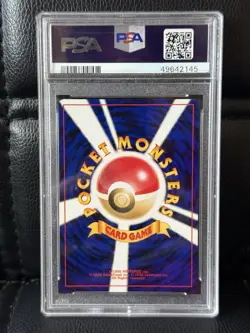 PSA
PSA
49642145
POCKET MONSTERS
CARD GAME